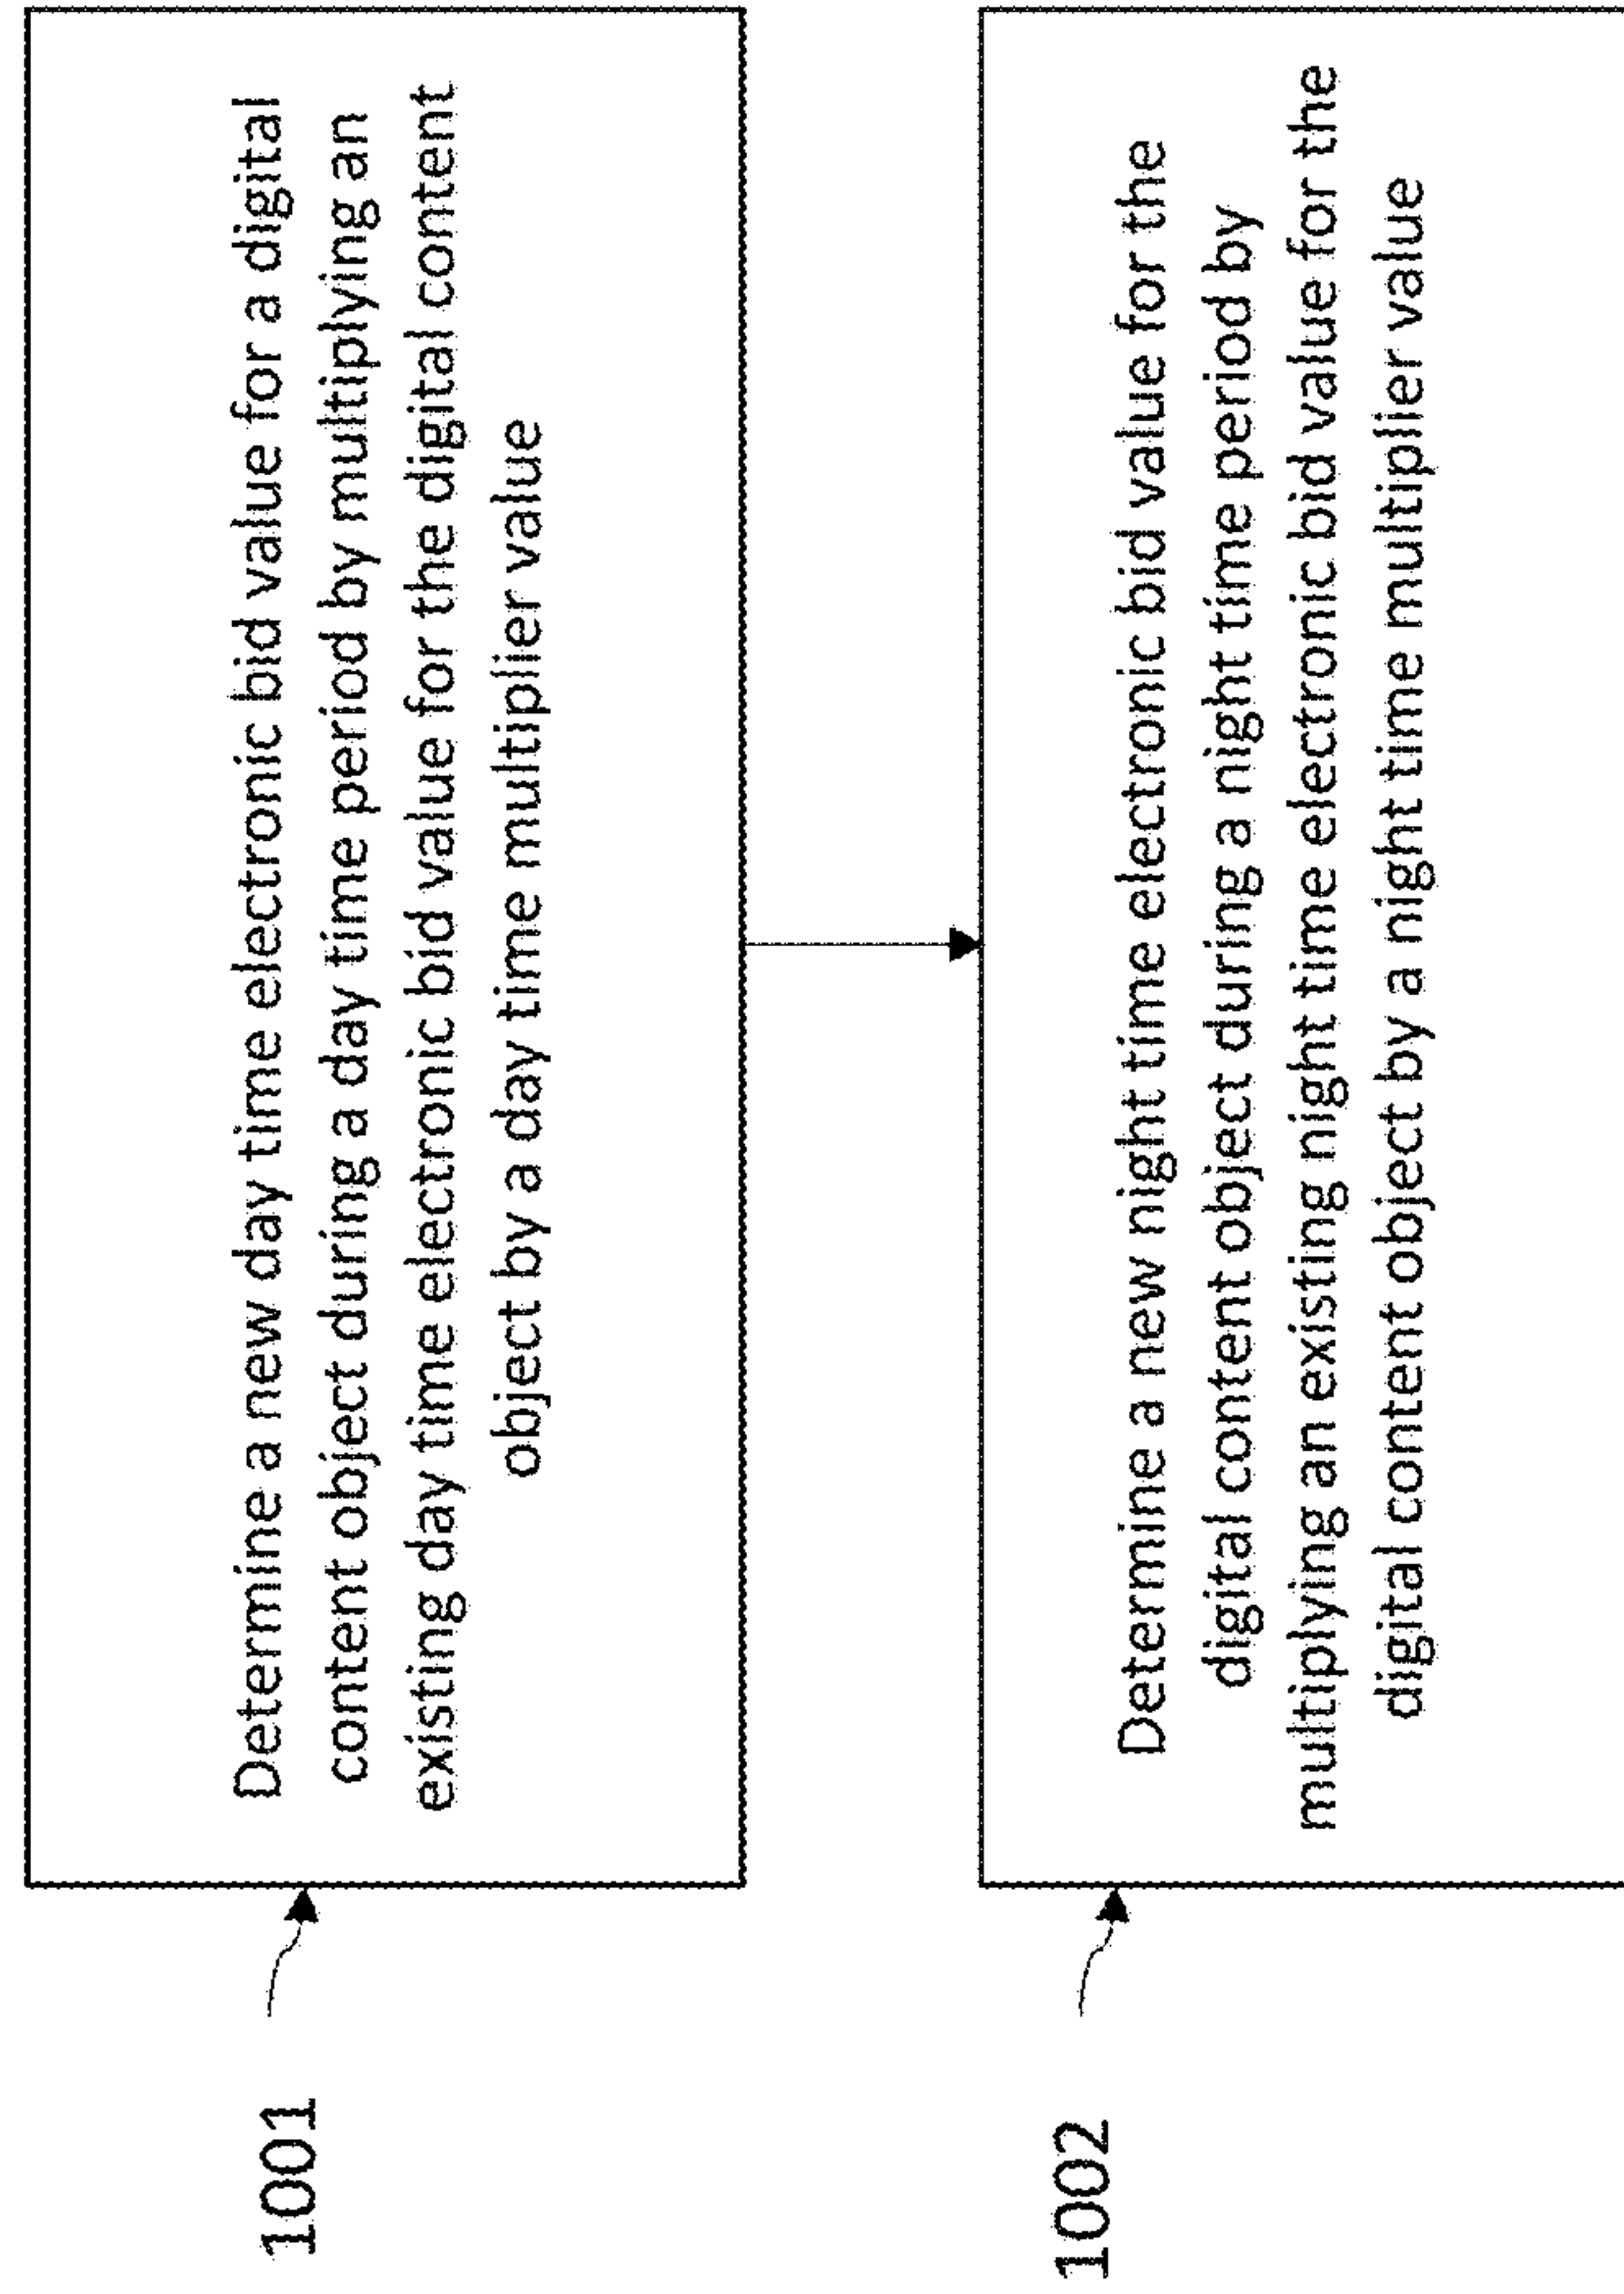 1001
Determine a new day time electronic bid value for a digital
content object during a day time period by multiplying an
existing day time electronic bid value for the digital content
object by a day time multiplier value
1002
Determine a new night time electronic bid value for the
digital content object during a night time period by
multiplying an existing night time electronic bid value for the
digital content object by a night time multiplier value